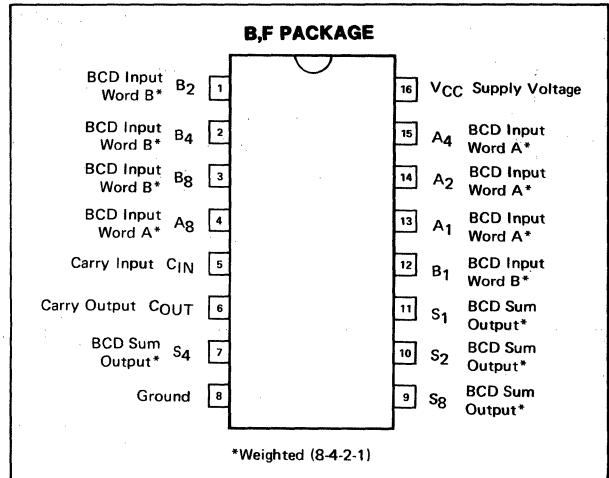 B,F PACKAGE
BCD Input
Word B* B2 1
BCD Input
Word B* B4 2
BCD Input
Word B* B8 3
BCD Input
Word A* A8 4
Carry Input CIN 5
Carry Output COUT 6
BCD Sum
Output* S4 7
Ground 8
16 VCC Supply Voltage
15 A4 BCD Input
Word A*
14 A2 BCD Input
Word A*
13 A1 BCD Input
Word A*
12 B1 BCD Input
Word B*
11 S1 BCD Sum
Output*
10 S2 BCD Sum
Output*
9 S8 BCD Sum
Output*
*Weighted (8-4-2-1)